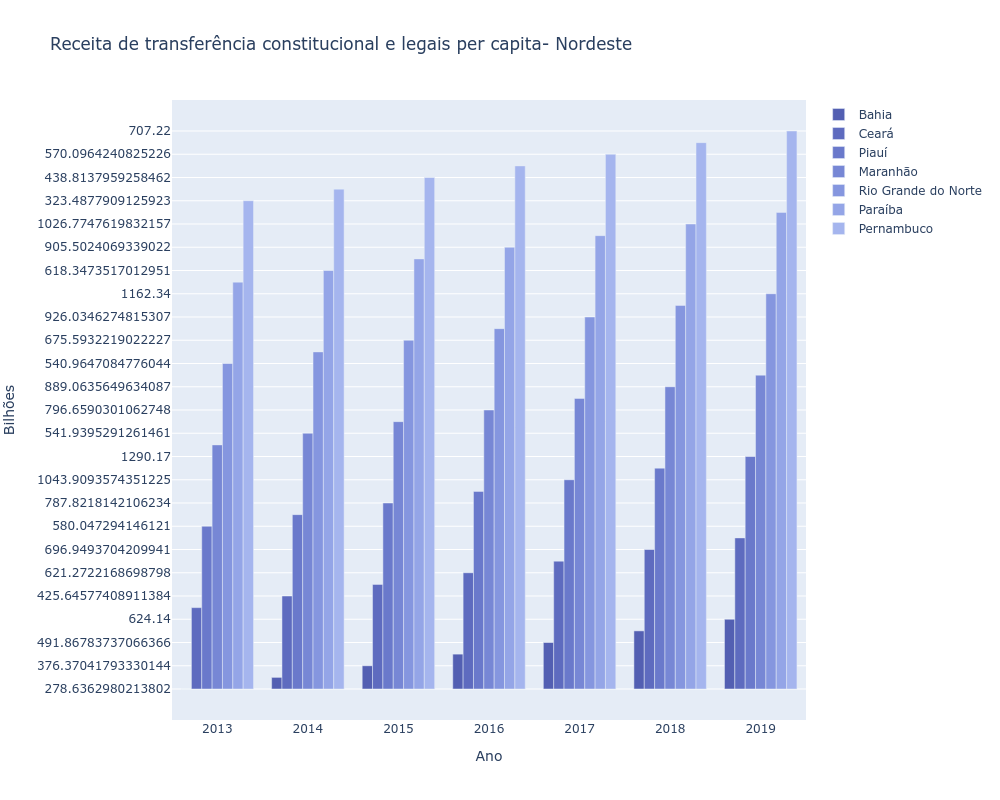 Receita de transferência constitucional e legais per capita- Nordeste
707.22
570.0964240825226
438.8137959258462
323.4877909125923
1026.7747619832157
905.5024069339022
618.3473517012951
1162.34
926.0346274815307
675.5932219022227
540.9647084776044
889.0635649634087
796.6590301062748
541.9395291261461
1290.17
1043.9093574351225
787.8218142106234
580.047294146121
696.9493704209941
621.2722168698798
425.64577408911384
624.14
491.86783737066366
376.37041793330144
278.6362980213802
Bilhões
2013 2014 2015 2016 2017 2018 2019
Ano
Bahia
Ceará
Piauí
Maranhão
Rio Grande do Norte
Paraíba
Pernambuco